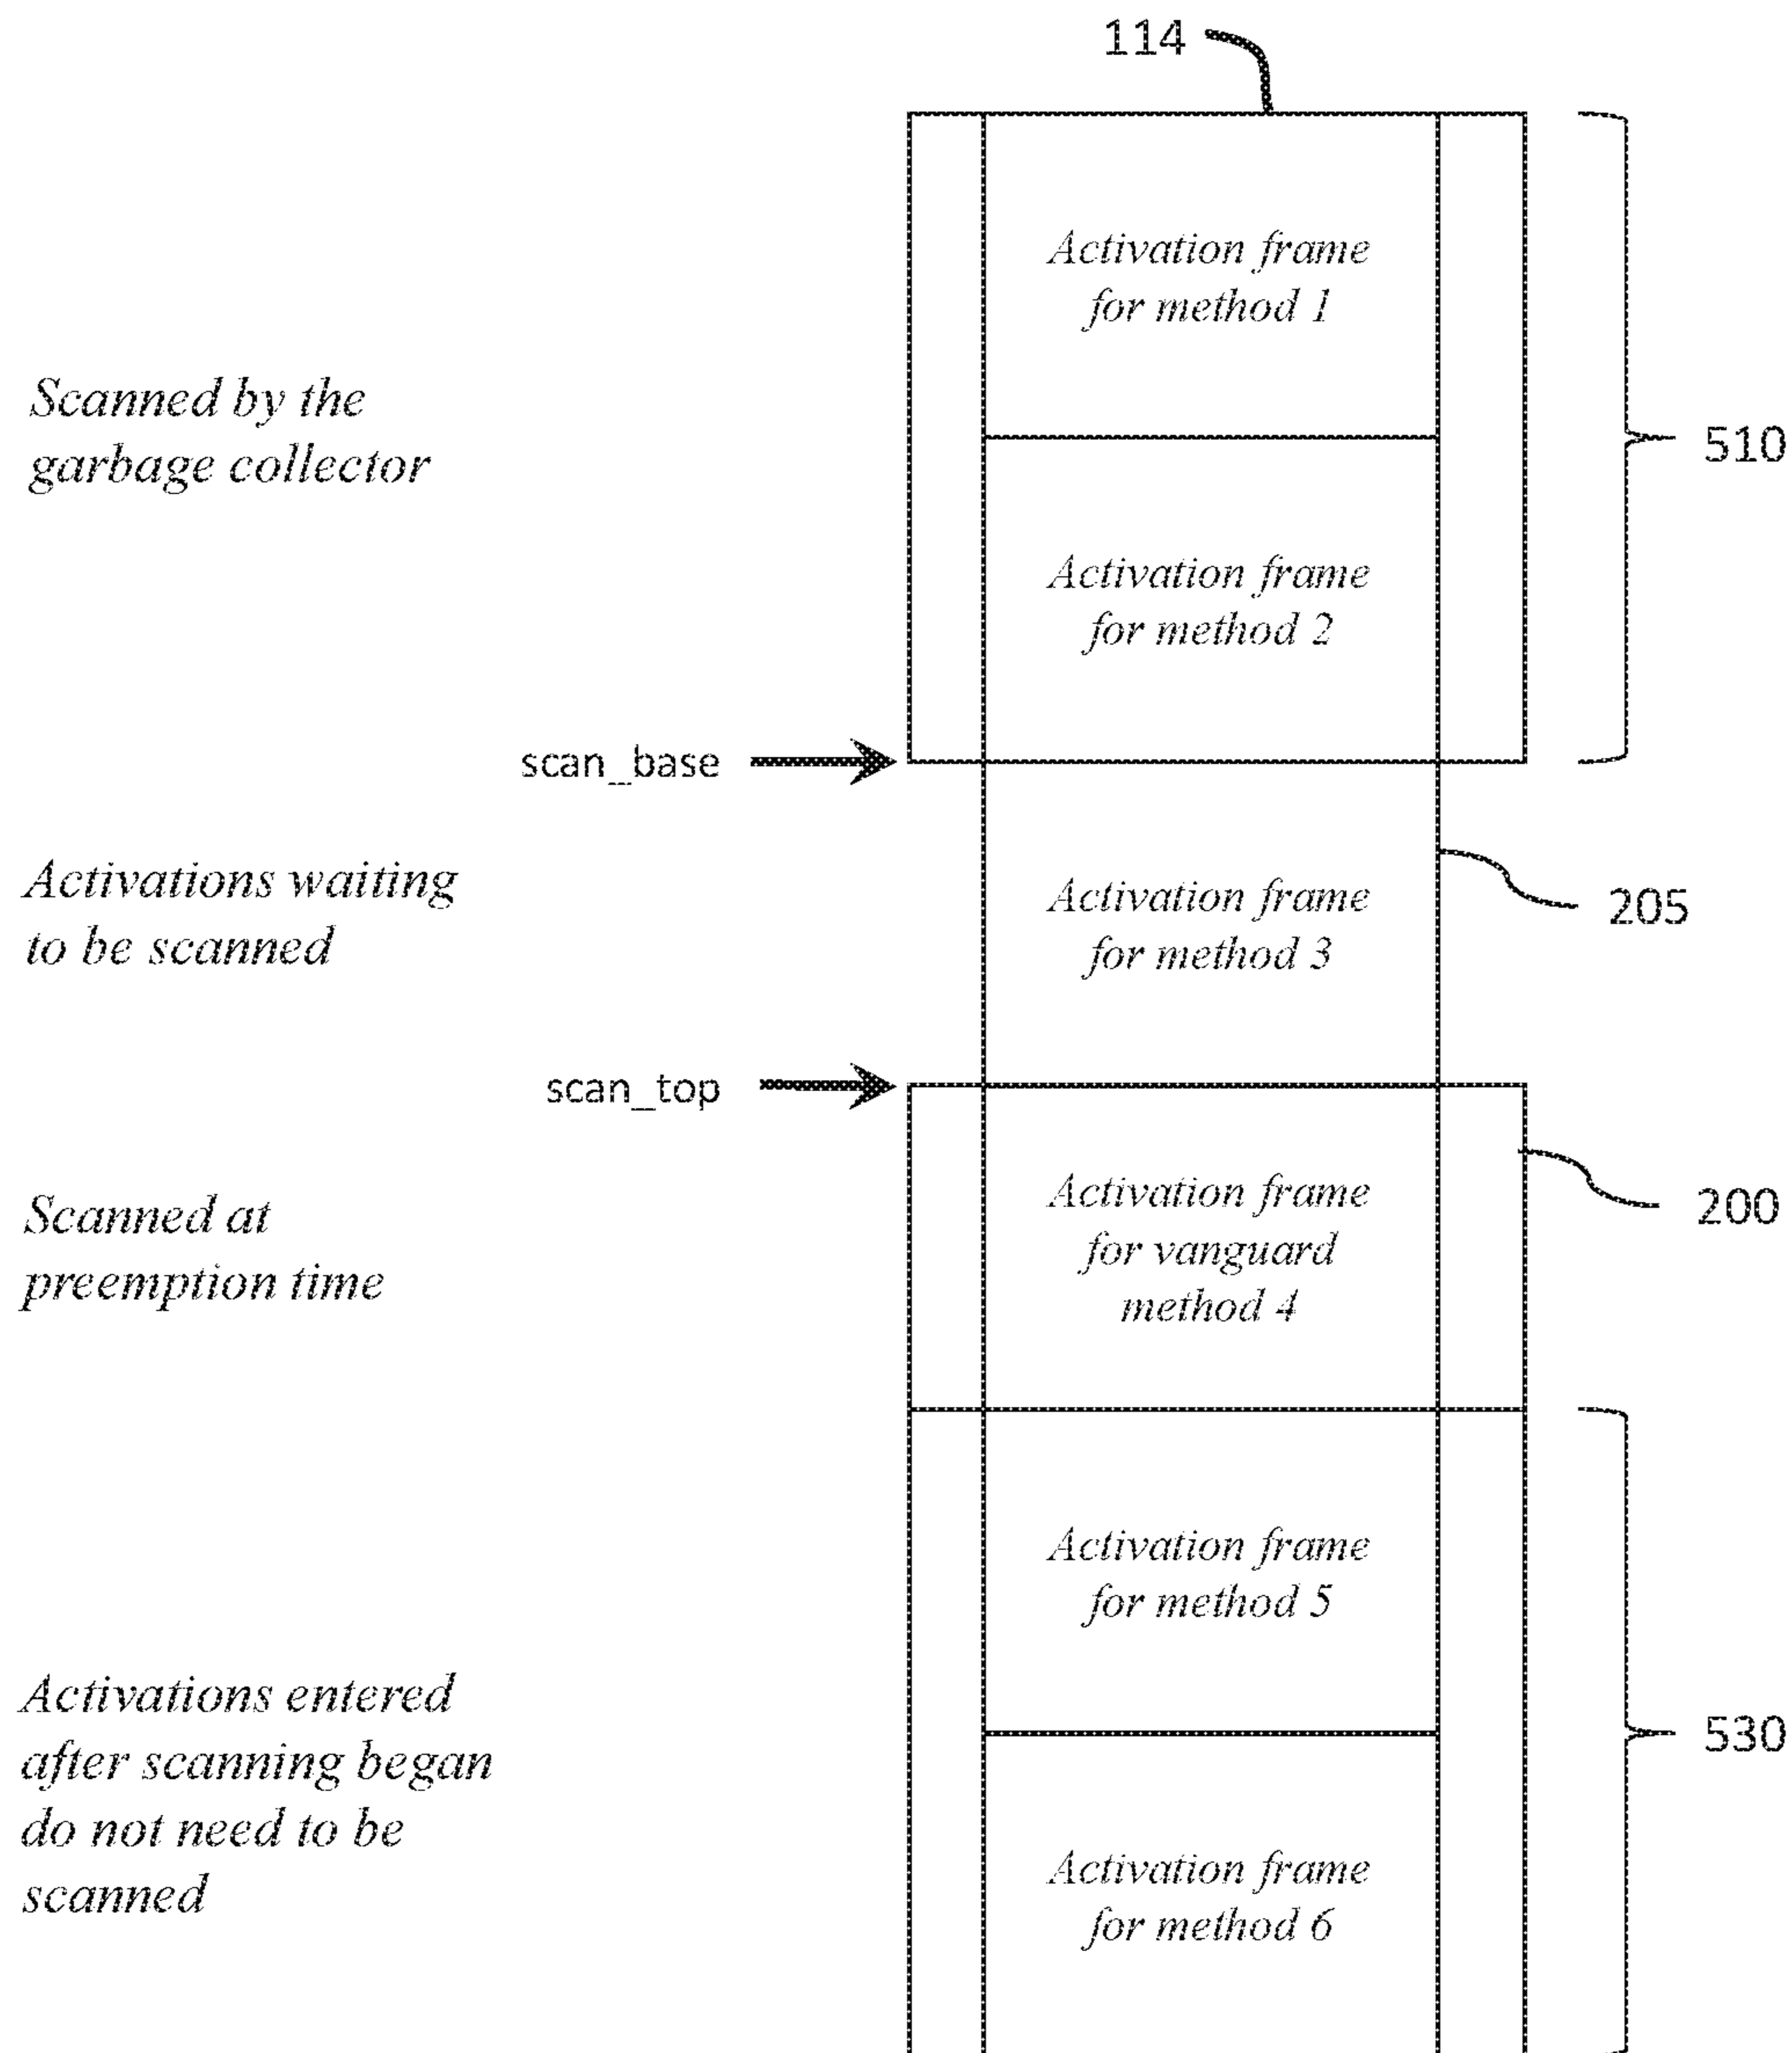 114
Activation frame
for method 1
Scanned by the
garbage collector
510
Activation frame
for method 2
scan_base
Activations waiting
to be scanned
Activation frame
for method 3
205
scan_top
Scanned at
preemption time
Activation frame
for vanguard
method 4
200
Activation frame
for method 5
Activations entered
after scanning began
do not need to be
scanned
530
Activation frame
for method 6